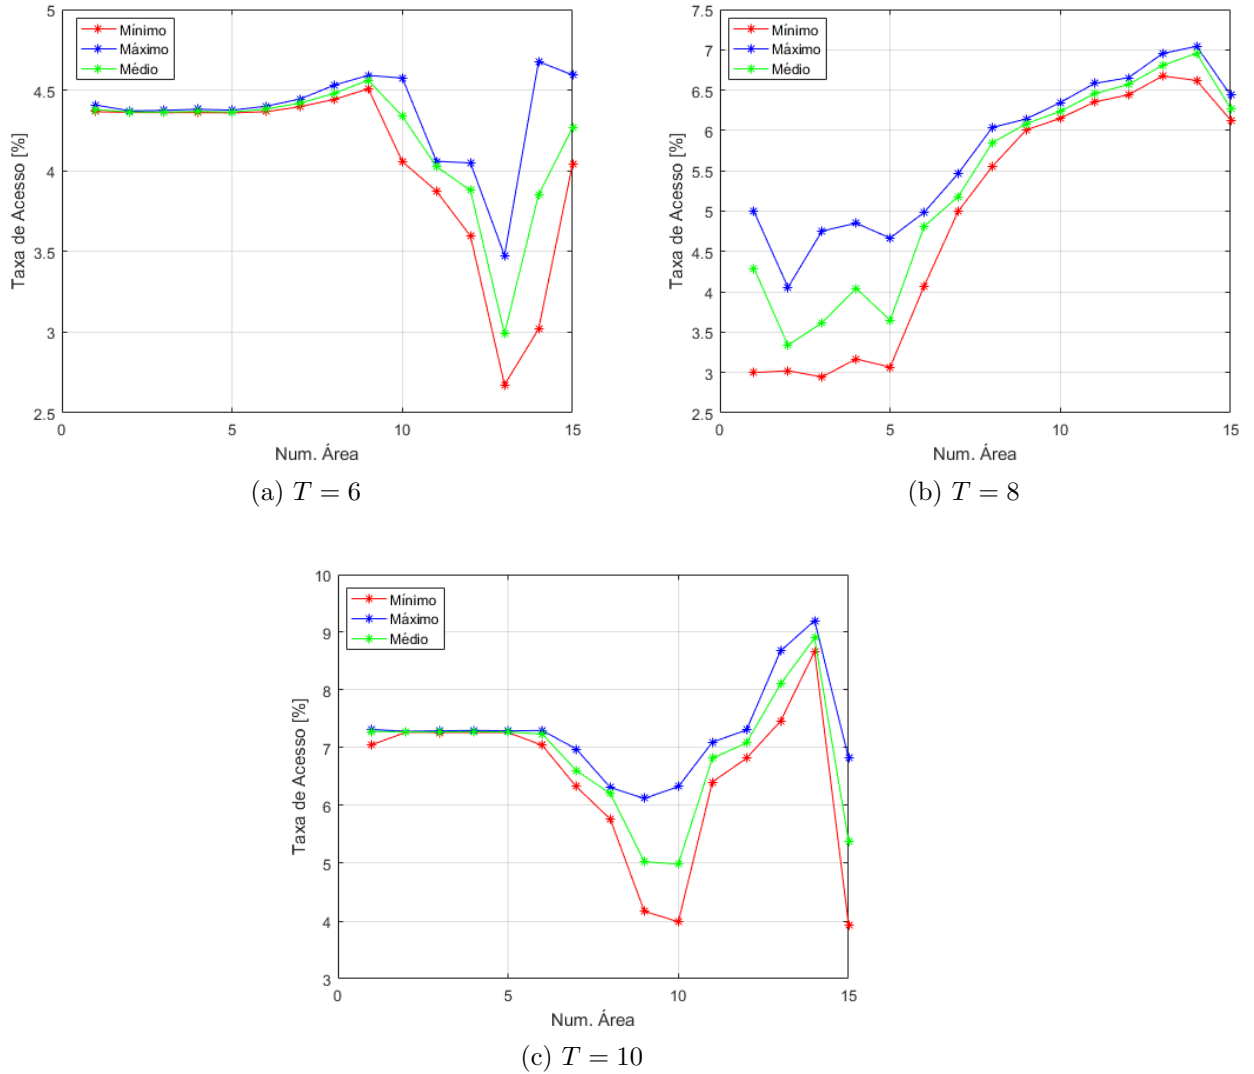 5
4.5
4
3.5
3
2.5
0
5
10
15
Taxa de Acesso [%]
Num. Área
Mínimo
Máximo
Médio
(a) T = 6
7.5
7
6.5
6
5.5
5
4.5
4
3.5
3
2.5
0
5
10
15
Taxa de Acesso [%]
Num. Área
Mínimo
Máximo
Médio
(b) T = 8
10
9
8
7
6
5
4
3
0
5
10
15
Taxa de Acesso [%]
Num. Área
Mínimo
Máximo
Médio
(c) T = 10